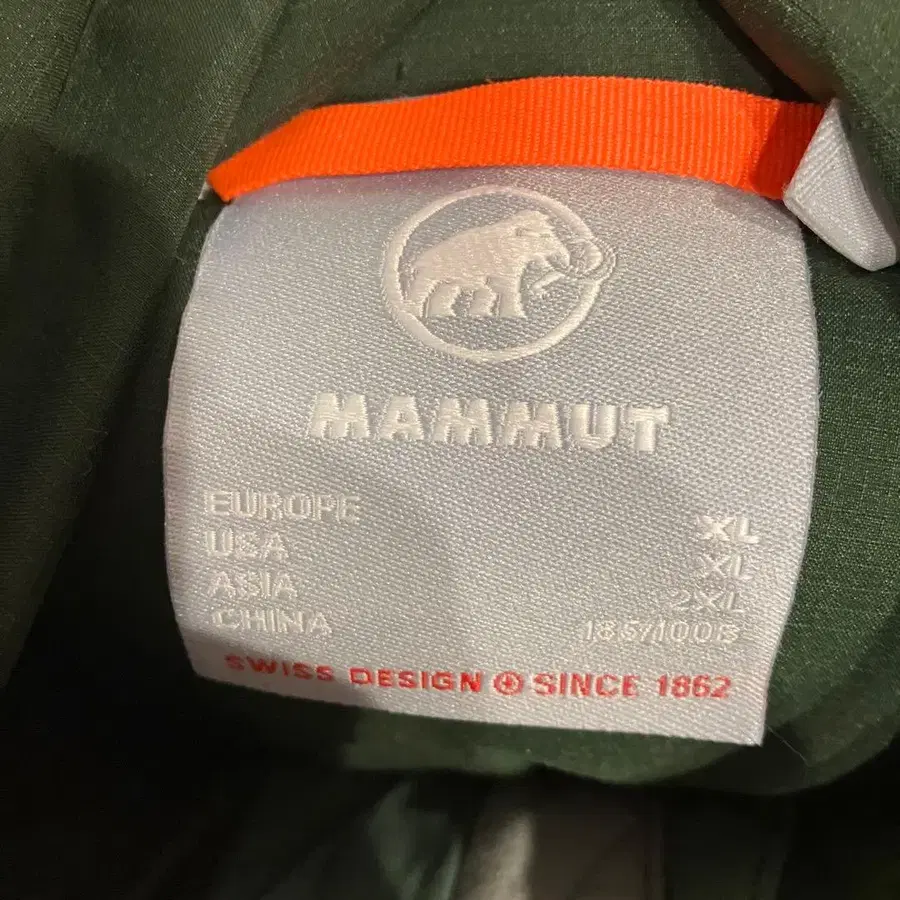 MAMMUT
EUROPE XL
USA XL
ASIA 2XL
CHINA 185/100B
SWISS DESIGN SINCE 1862